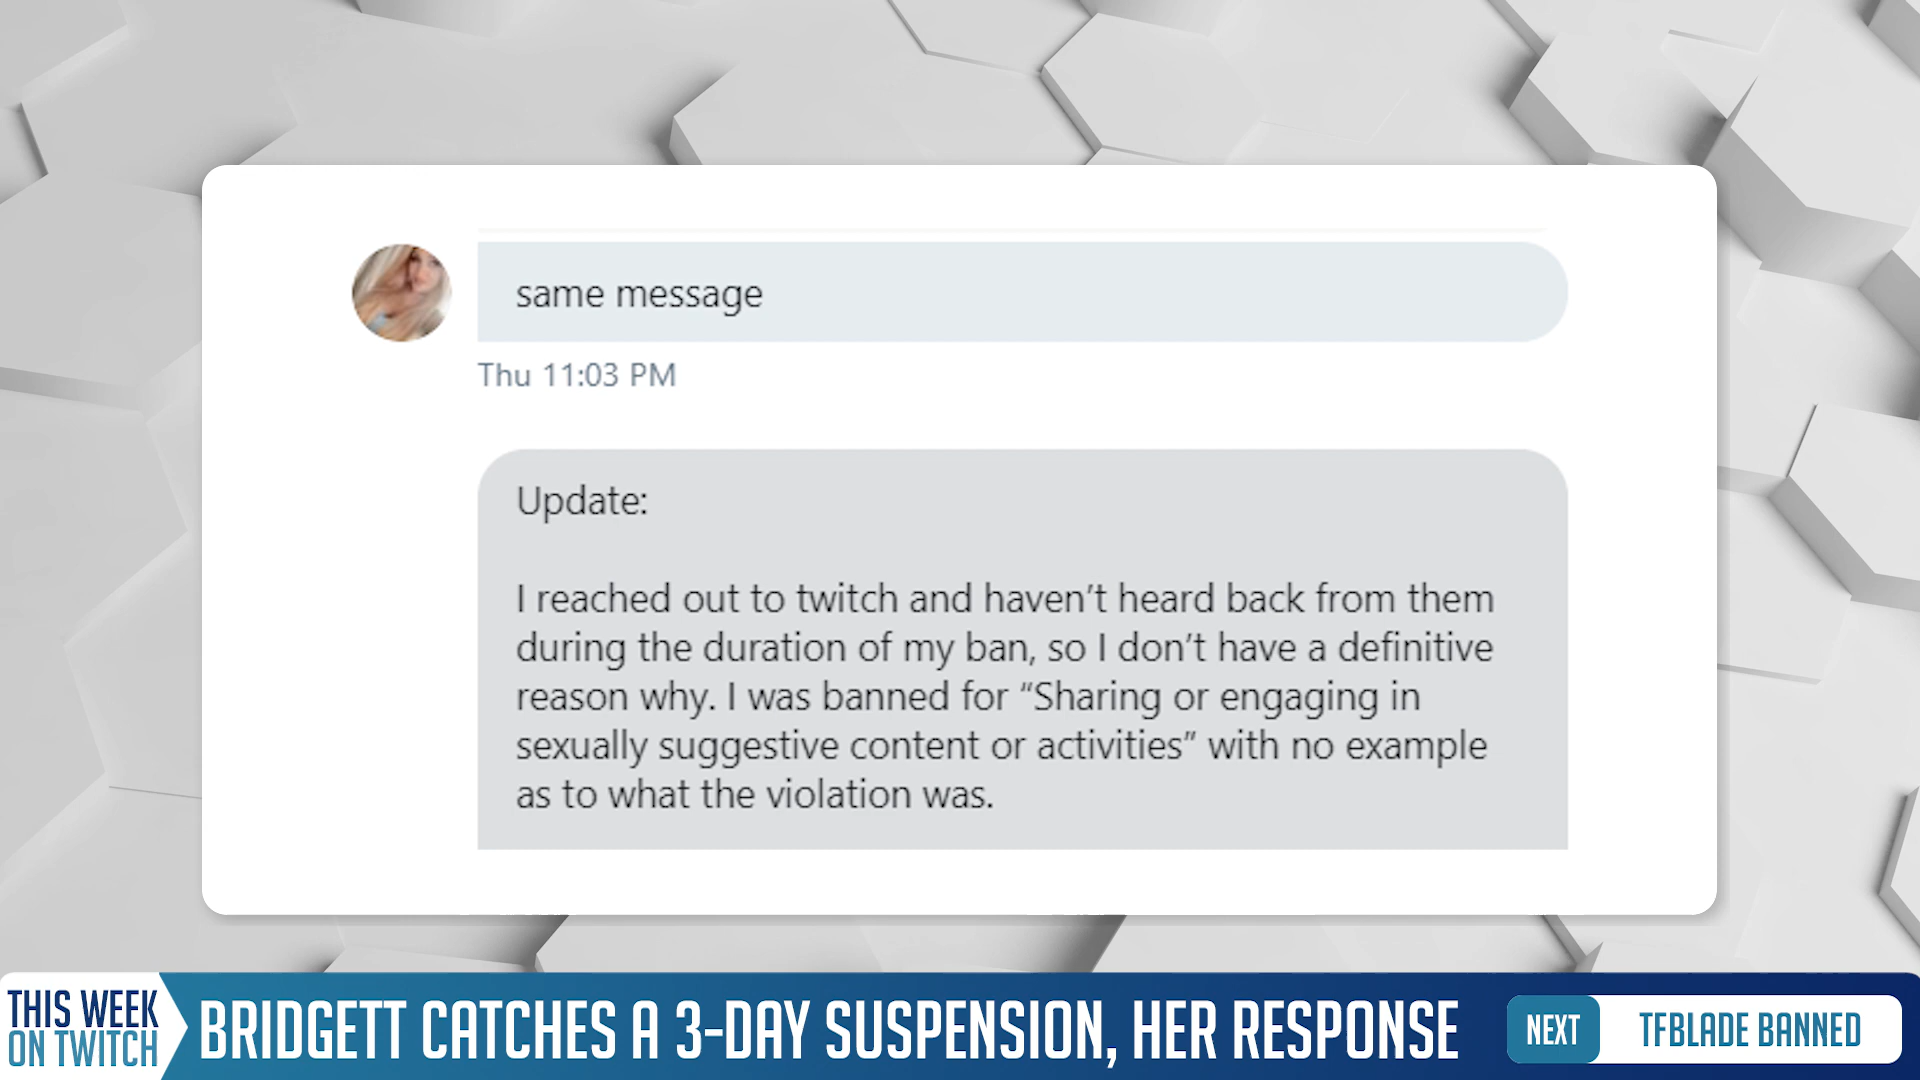 same message
Thu 11:03 PM
Update:
I reached out to twitch and haven’t heard back from them
during the duration of my ban, so I don’t have a definitive
reason why. I was banned for “Sharing or engaging in
sexually suggestive content or activities” with no example
as to what the violation was.
THIS WEEK
ON TWITCH
BRIDGETT CATCHES A 3-DAY SUSPENSION, HER RESPONSE
NEXT
TFBLADE BANNED